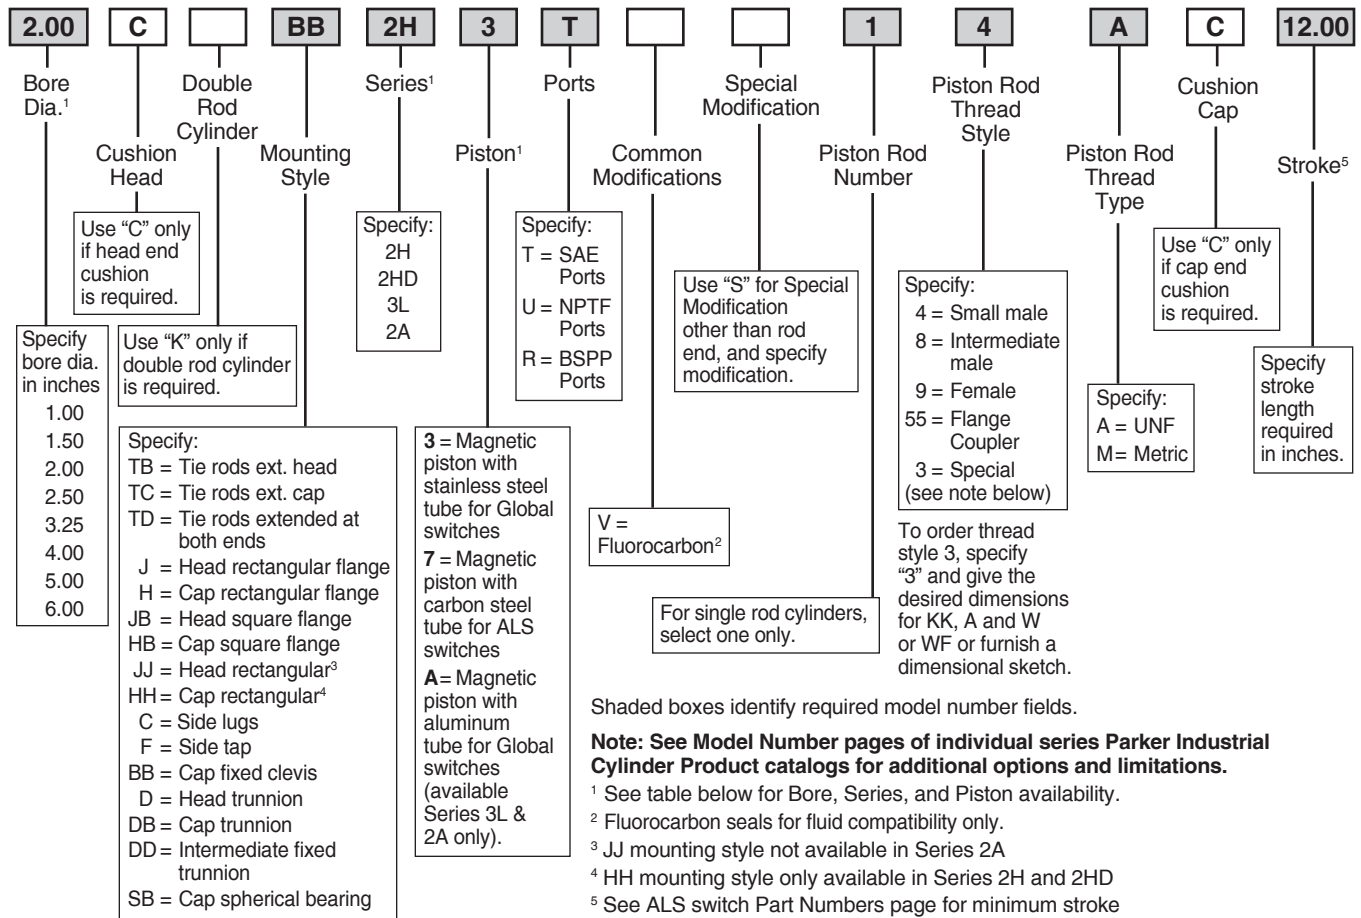 2.00 C BB 2H 3 T 1 4 A C 12.00
Bore
Dia.¹
Cushion
Head
Double
Rod
Cylinder
Mounting
Style
Series¹
Piston¹
Ports
Common
Modifications
Special
Modification
Piston Rod
Number
Piston Rod
Thread
Style
Piston Rod
Thread
Type
Cushion
Cap
Stroke⁵
Specify
bore dia.
in inches
1.00
1.50
2.00
2.50
3.25
4.00
5.00
6.00
Use “C” only
if head end
cushion
is required.
Use “K” only if
double rod cylinder
is required.
Specify:
TB = Tie rods ext. head
TC = Tie rods ext. cap
TD = Tie rods extended at
both ends
J = Head rectangular flange
H = Cap rectangular flange
JB = Head square flange
HB = Cap square flange
JJ = Head rectangular³
HH = Cap rectangular⁴
C = Side lugs
F = Side tap
BB = Cap fixed clevis
D = Head trunnion
DB = Cap trunnion
DD = Intermediate fixed
trunnion
SB = Cap spherical bearing
Specify:
2H
2HD
3L
2A
3 = Magnetic
piston with
stainless steel
tube for Global
switches
7 = Magnetic
piston with
carbon steel
tube for ALS
switches
A = Magnetic
piston with
aluminum
tube for Global
switches
(available
Series 3L &
2A only).
Specify:
T = SAE
Ports
U = NPTF
Ports
R = BSPP
Ports
V =
Fluorocarbon²
Use “S” for Special
Modification
other than rod
end, and specify
modification.
For single rod cylinders,
select one only.
Specify:
4 = Small male
8 = Intermediate
male
9 = Female
55 = Flange
Coupler
3 = Special
(see note below)
To order thread
style 3, specify
“3” and give the
desired dimensions
for KK, A and W
or WF or furnish a
dimensional sketch.
Specify:
A = UNF
M = Metric
Use “C” only
if cap end
cushion
is required.
Specify
stroke
length
required
in inches.
Shaded boxes identify required model number fields.
Note: See Model Number pages of individual series Parker Industrial
Cylinder Product catalogs for additional options and limitations.
¹ See table below for Bore, Series, and Piston availability.
² Fluorocarbon seals for fluid compatibility only.
³ JJ mounting style not available in Series 2A
⁴ HH mounting style only available in Series 2H and 2HD
⁵ See ALS switch Part Numbers page for minimum stroke